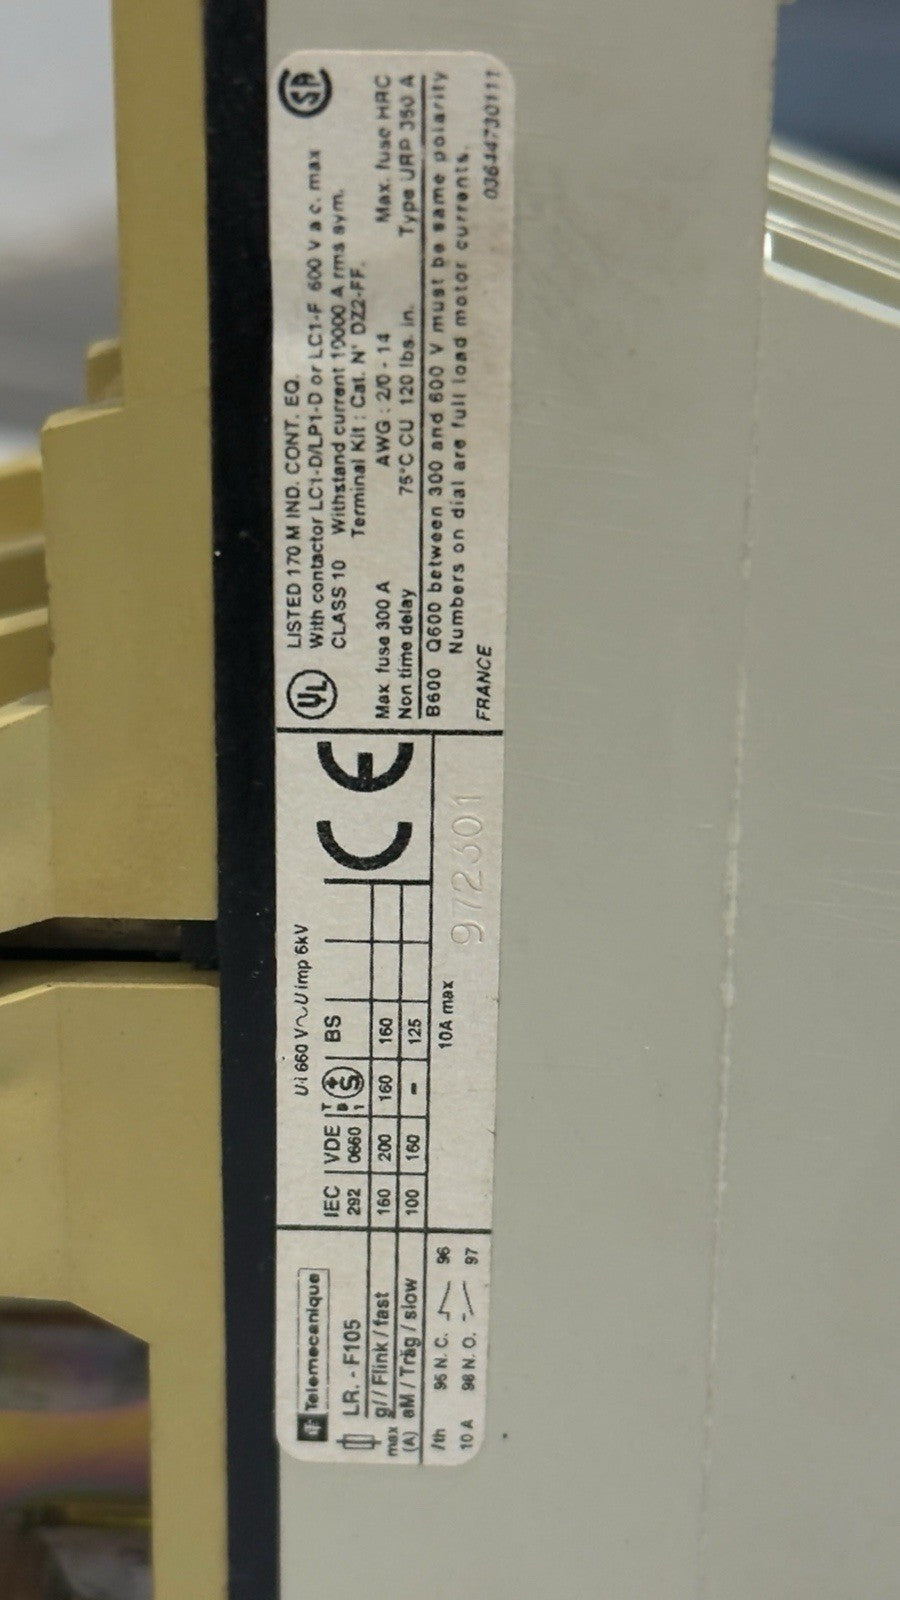 Telemecanique
LR. - F105
g// Flink / fast
max
(A) aM / Träg / slow
Ith 95 N. C. 96
10 A 98 N. O. 97
Ui 660 V~ U imp 6kV
IEC VDE BS
292 0660
160 200 160 160
100 160 - 125
10A max
CE
972301
UL
LISTED 170 M IND. CONT. EQ.
With contactor LC1-D/LP1-D or LC1-F 600 V a c. max
CLASS 10 Withstand current 10000 A rms sym.
Terminal Kit : Cat. N° DZ2-FF.
Max fuse 300 A AWG : 2/0 - 14 Max. fuse HRC
Non time delay 75°C CU 120 lbs. in. Type URP 350 A
B600 Q600 between 300 and 600 V must be same polarity
Numbers on dial are full load motor currents.
FRANCE 03644730111
SA